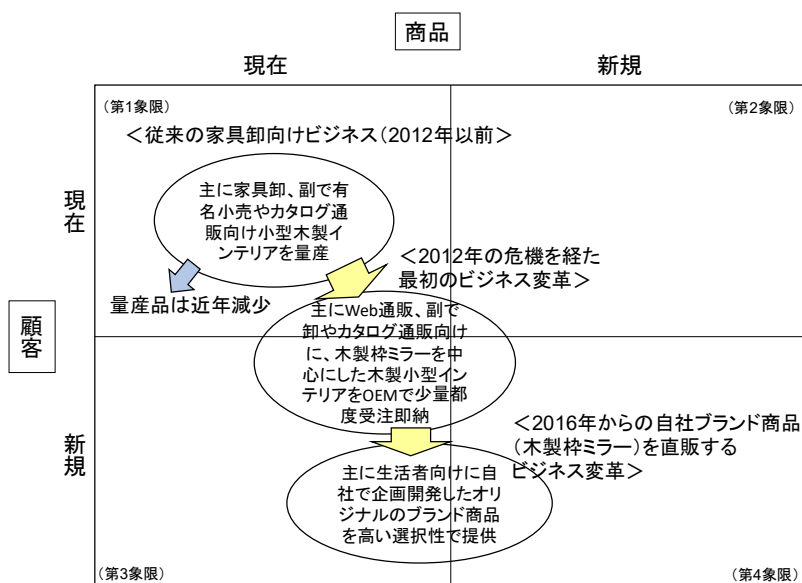 商品
現在
新規
(第1象限)
(第2象限)
＜従来の家具卸向けビジネス(2012年以前)＞
主に家具卸、副で有
名小売やカタログ通
販向け小型木製イ
ンテリアを量産
現在
＜2012年の危機を経た
最初のビジネス変革＞
量産品は近年減少
顧客
主にWeb通販、副で
卸やカタログ通販向け
に、木製枠ミラーを中
心にした木製小型イン
テリアをOEMで少量都
度受注即納
新規
＜2016年からの自社ブランド商品
(木製枠ミラー)を直販する
ビジネス変革＞
主に生活者向けに自
社で企画開発したオリ
ジナルのブランド商品
を高い選択性で提供
(第3象限)
(第4象限)